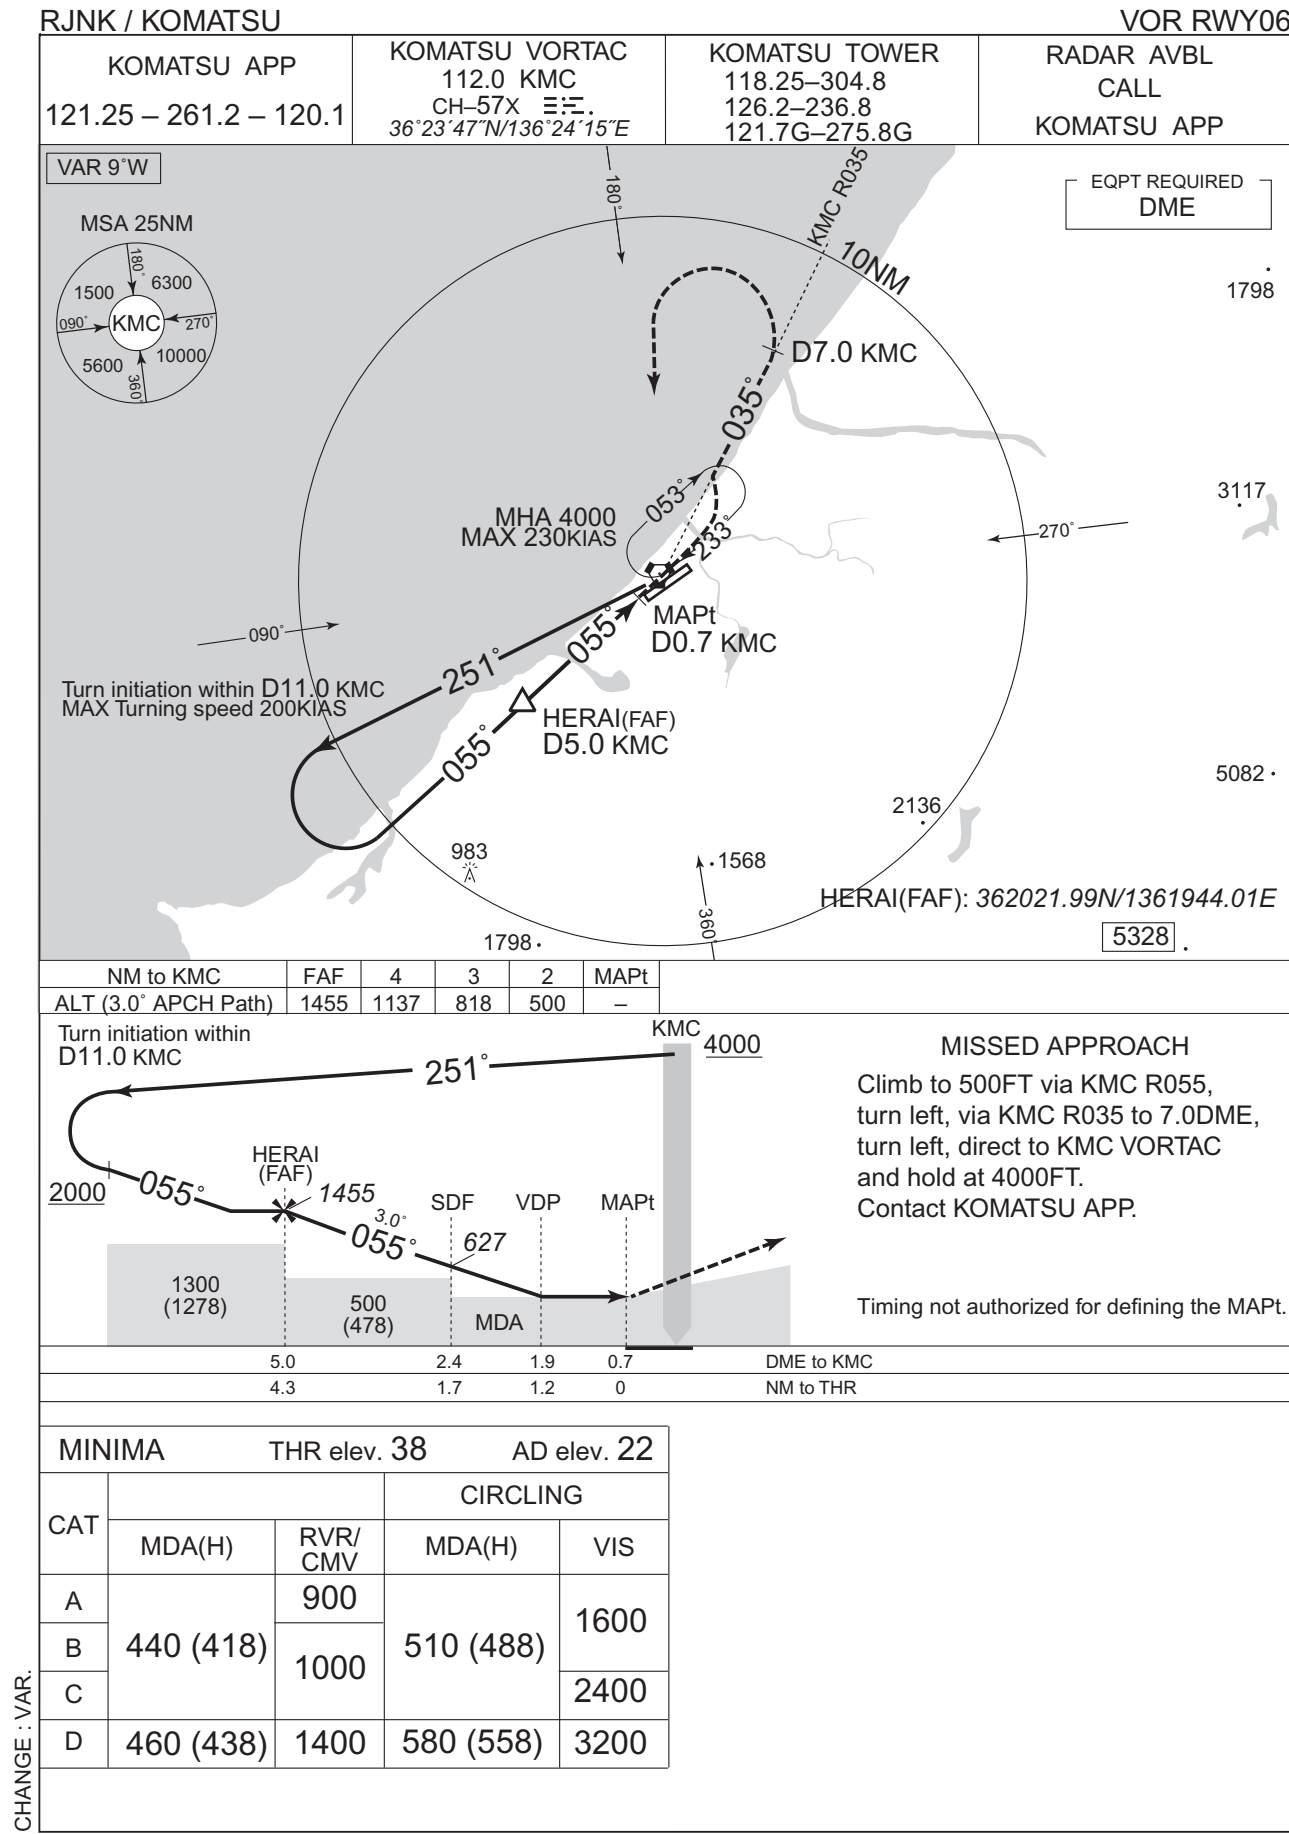 RJNK / KOMATSU
VOR RWY06
KOMATSU APP
121.25 – 261.2 – 120.1
KOMATSU VORTAC
112.0 KMC
CH–57X
36˚23´47˝N/136˚24´15˝E
KOMATSU TOWER
118.25–304.8
126.2–236.8
121.7G–275.8G
RADAR AVBL
CALL
KOMATSU APP
VAR 9˚W
EQPT REQUIRED
DME
MSA 25NM
180˚
1500
6300
090˚
KMC
270˚
5600
10000
360˚
180˚
KMC R035
10NM
1798
D7.0 KMC
035˚
3117
053˚
MHA 4000
MAX 230KIAS
233˚
270˚
090˚
MAPt
D0.7 KMC
055˚
251˚
Turn initiation within D11.0 KMC
MAX Turning speed 200KIAS
HERAI(FAF)
D5.0 KMC
055˚
5082
2136
983
1568
HERAI(FAF): 362021.99N/1361944.01E
360˚
1798
5328
NM to KMC FAF 4 3 2 MAPt
ALT (3.0˚ APCH Path) 1455 1137 818 500 –
Turn initiation within
D11.0 KMC
KMC
4000
251˚
HERAI
(FAF)
2000
055˚
1455
3.0˚
055˚
SDF
VDP
MAPt
627
1300
(1278)
500
(478)
MDA
MISSED APPROACH
Climb to 500FT via KMC R055,
turn left, via KMC R035 to 7.0DME,
turn left, direct to KMC VORTAC
and hold at 4000FT.
Contact KOMATSU APP.
Timing not authorized for defining the MAPt.
5.0 2.4 1.9 0.7 DME to KMC
4.3 1.7 1.2 0 NM to THR
MINIMA THR elev. 38 AD elev. 22
CAT
CIRCLING
MDA(H)
RVR/
CMV
MDA(H)
VIS
A
900
1600
B
440 (418)
1000
510 (488)
C
2400
D 460 (438) 1400 580 (558) 3200
CHANGE : VAR.